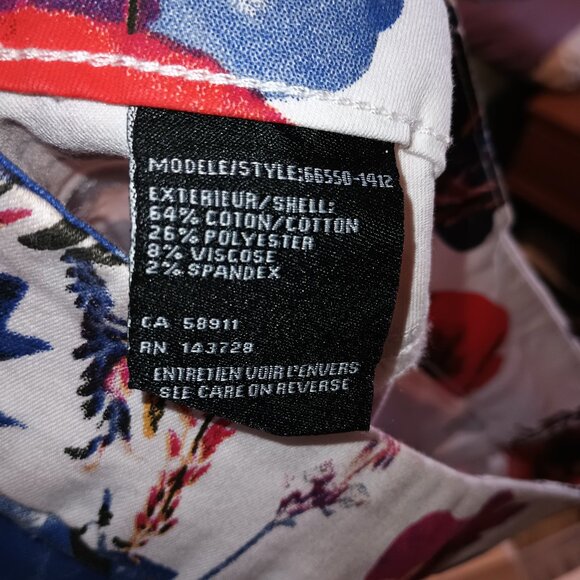 MODELE/STYLE:66550-1412
EXTERIEUR/SHELL:
64% COTON/COTTON
26% POLYESTER
8% VISCOSE
2% SPANDEX
CA 58911
RN 143728
ENTRETIEN VOIR L'ENVERS
SEE CARE ON REVERSE